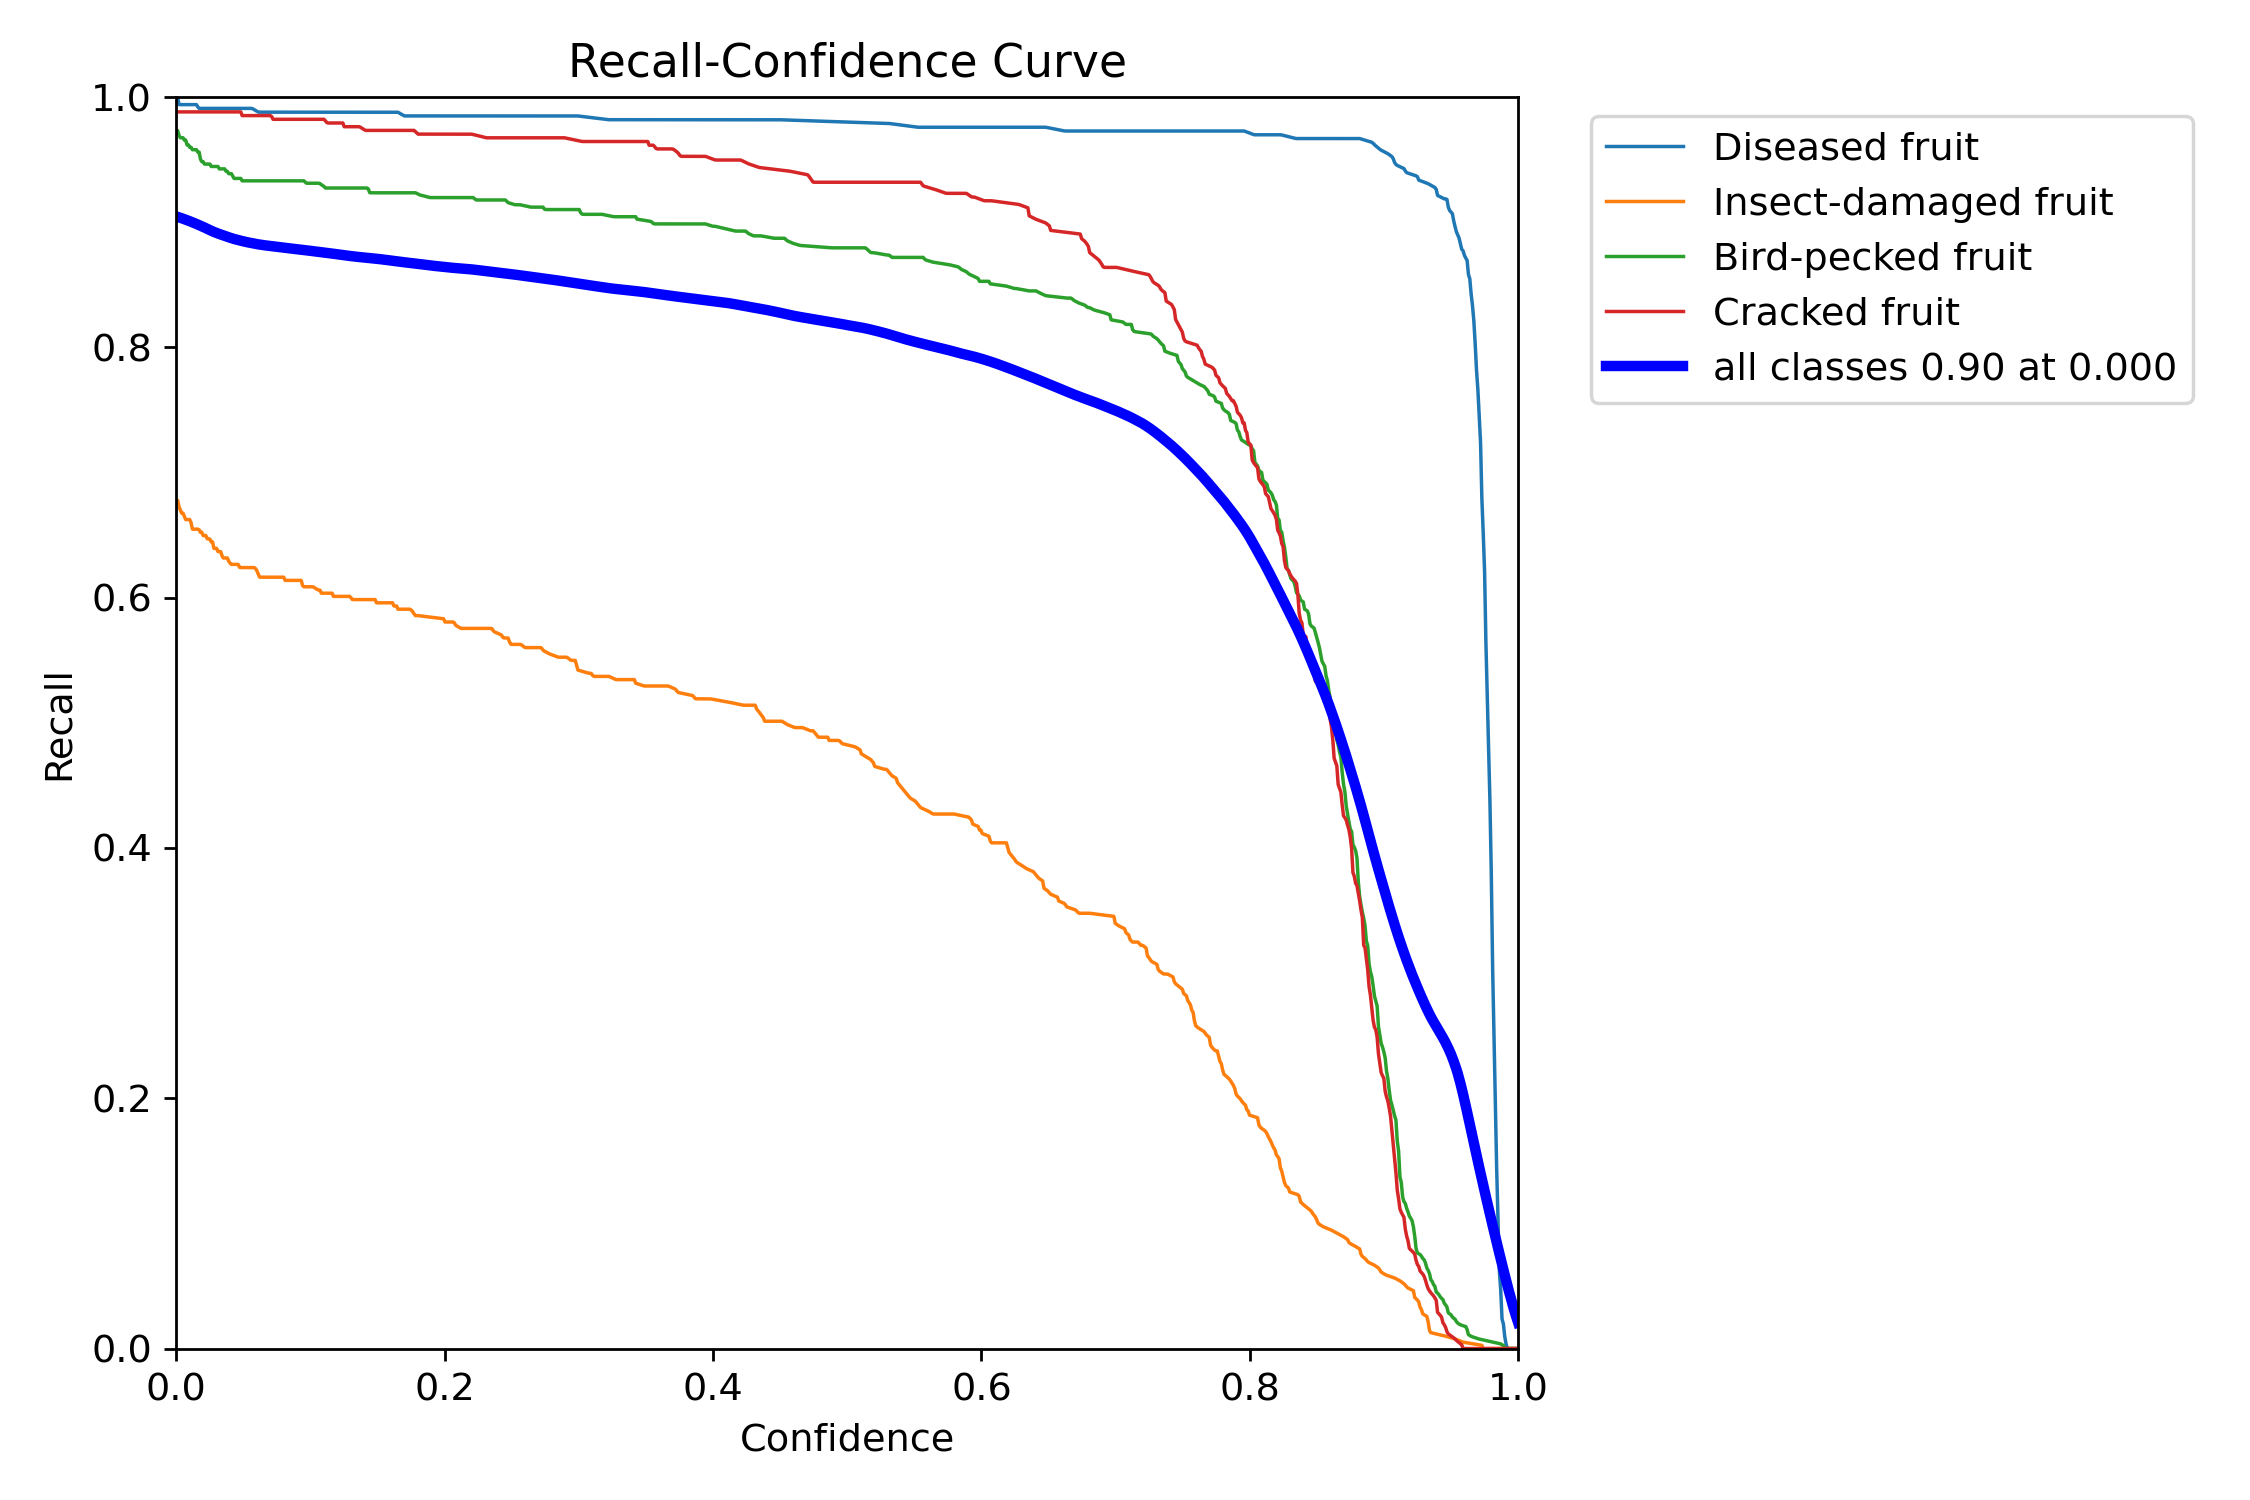 Recall-Confidence Curve
1.0
0.8
0.6
0.4
0.2
0.0
Recall
0.0 0.2 0.4 0.6 0.8 1.0
Confidence
Diseased fruit
Insect-damaged fruit
Bird-pecked fruit
Cracked fruit
all classes 0.90 at 0.000